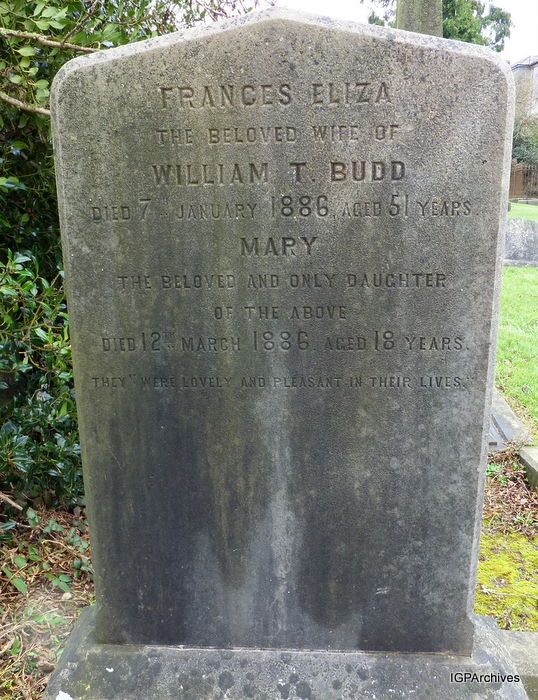 FRANCES ELIZA
THE BELOVED WIFE OF
WILLIAM T. BUDD
DIED 7TH JANUARY 1886, AGED 51 YEARS.
MARY
THE BELOVED AND ONLY DAUGHTER
OF THE ABOVE
DIED 12TH MARCH 1886, AGED 18 YEARS.
THEY "WERE LOVELY AND PLEASANT IN THEIR LIVES."
IGPArchives